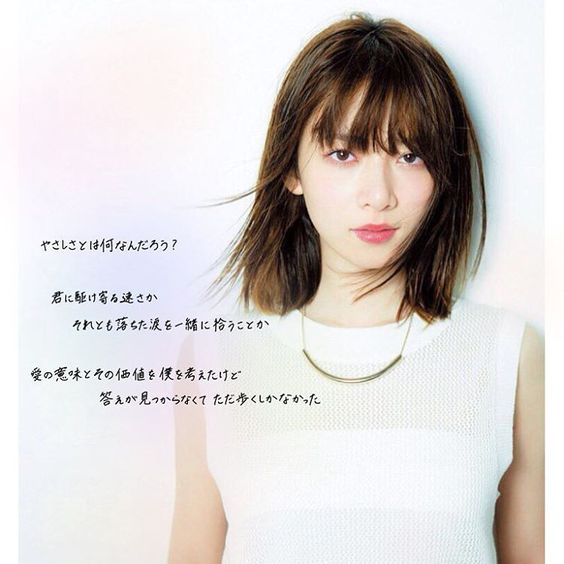 やさしさとは何なんだろう？
君に駆け寄る速さか
それとも落ちた涙を一緒に拾うことか
愛の意味とその価値を僕を考えたけど
答えが見つからなくて ただ歩くしかなかった